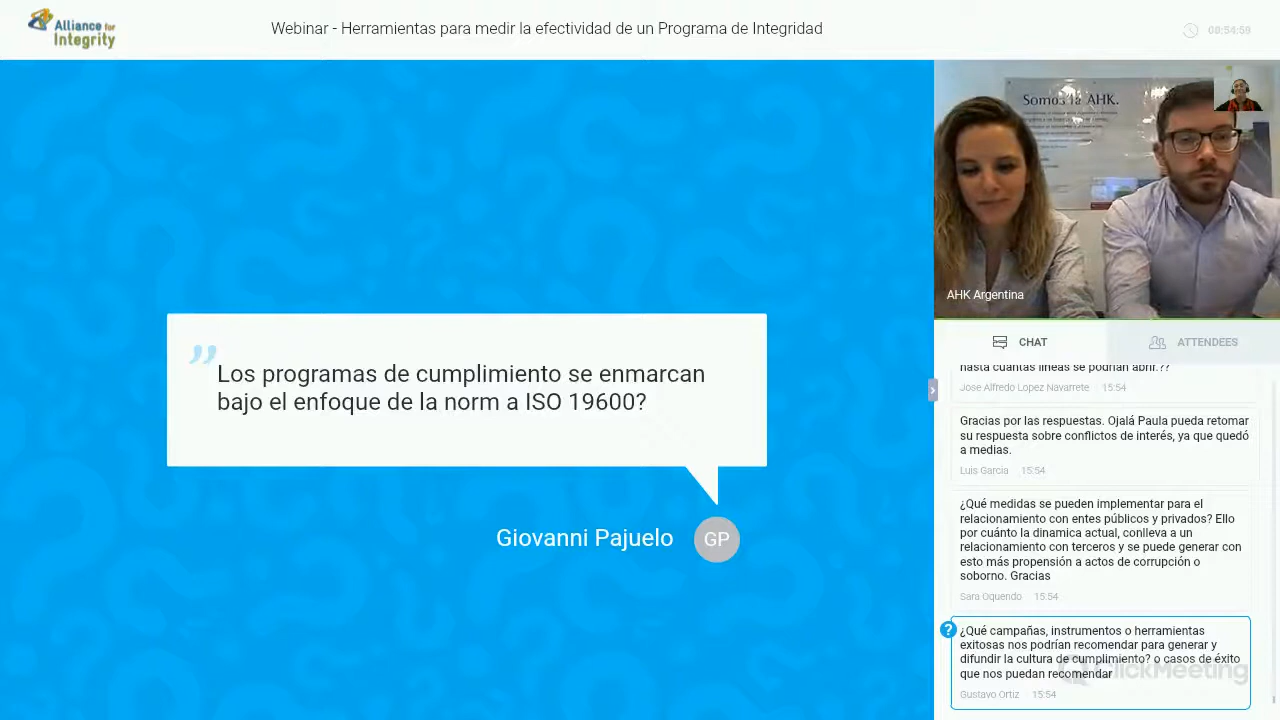 Alliance for
Integrity
Webinar - Herramientas para medir la efectividad de un Programa de Integridad
Somos la AHK.
AHK Argentina
CHAT
ATTENDEES
”
Los programas de cumplimiento se enmarcan
bajo el enfoque de la norm a ISO 19600?
Giovanni Pajuelo
GP
hasta cuantas lineas se podrian abrir.??
Jose Alfredo Lopez Navarrete 15:54
Gracias por las respuestas. Ojalá Paula pueda retomar
su respuesta sobre conflictos de interés, ya que quedó
a medias.
Luis Garcia 15:54
¿Qué medidas se pueden implementar para el
relacionamiento con entes públicos y privados? Ello
por cuánto la dinamica actual, conlleva a un
relacionamiento con terceros y se puede generar con
esto más propensión a actos de corrupción o
soborno. Gracias
Sara Oquendo 15:54
?
¿Qué campañas, instrumentos o herramientas
exitosas nos podrían recomendar para generar y
difundir la cultura de cumplimiento? o casos de éxito
que nos puedan recomendar
Gustavo Ortiz 15:54
ClickMeeting